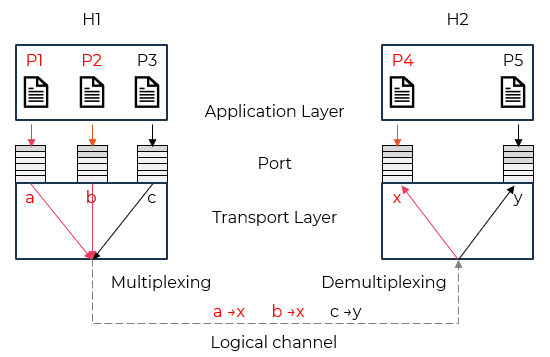 H1
H2
P1
P2
P3
P4
P5
Application Layer
Port
a
b
c
Transport Layer
x
y
Multiplexing
Demultiplexing
a →x
b →x
c →y
Logical channel